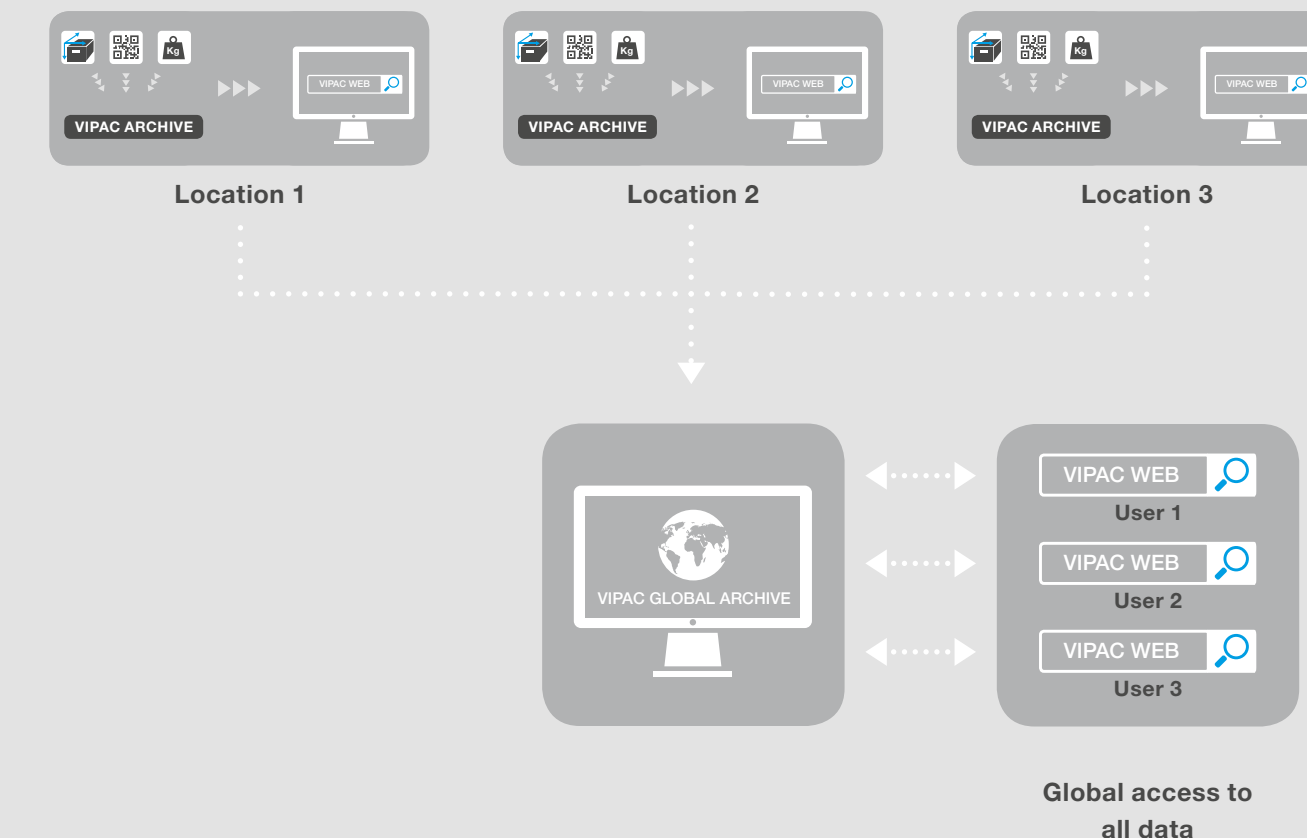 Kg
VIPAC WEB
VIPAC ARCHIVE
Location 1
Kg
VIPAC WEB
VIPAC ARCHIVE
Location 2
Kg
VIPAC WEB
VIPAC ARCHIVE
Location 3
VIPAC GLOBAL ARCHIVE
VIPAC WEB
User 1
VIPAC WEB
User 2
VIPAC WEB
User 3
Global access to
all data